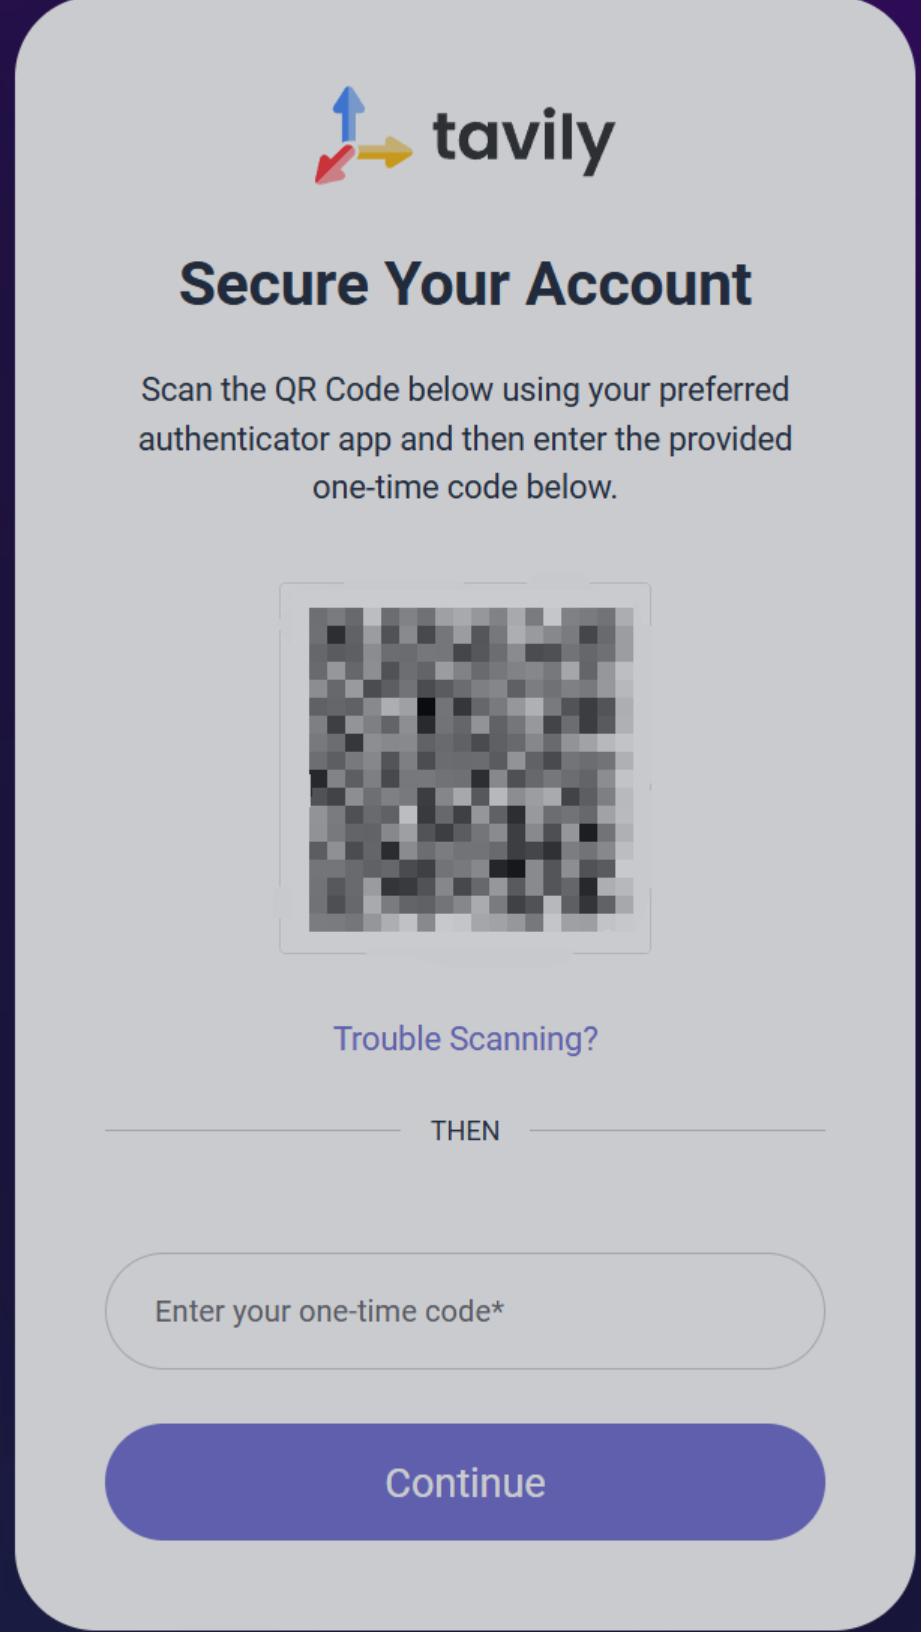 tavily
Secure Your Account
Scan the QR Code below using your preferred
authenticator app and then enter the provided
one-time code below.
Trouble Scanning?
THEN
Enter your one-time code*
Continue